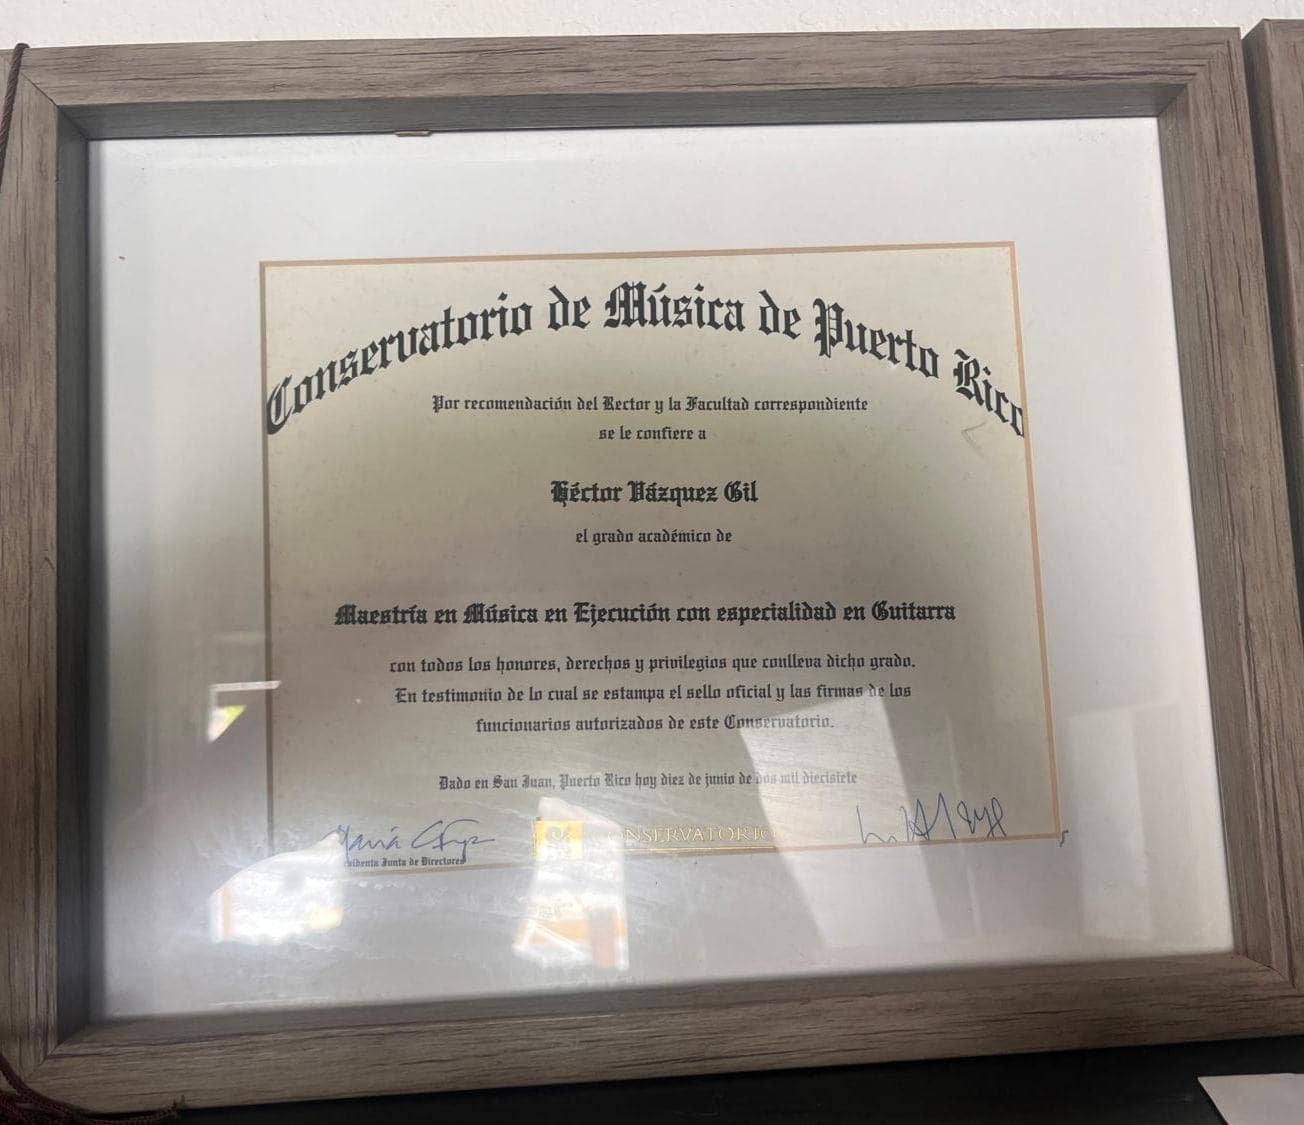 Conservatorio de Música de Puerto Rico
Por recomendación del Rector y la Facultad correspondiente
se le confiere a
Héctor Vázquez Gil
el grado académico de
Maestría en Música en Ejecución con especialidad en Guitarra
con todos los honores, derechos y privilegios que conlleva dicho grado.
En testimonio de lo cual se estampa el sello oficial y las firmas de los
funcionarios autorizados de este Conservatorio.
Dado en San Juan, Puerto Rico hoy diez de junio de dos mil diecisiete
CONSERVATORIO
Junta de Directores